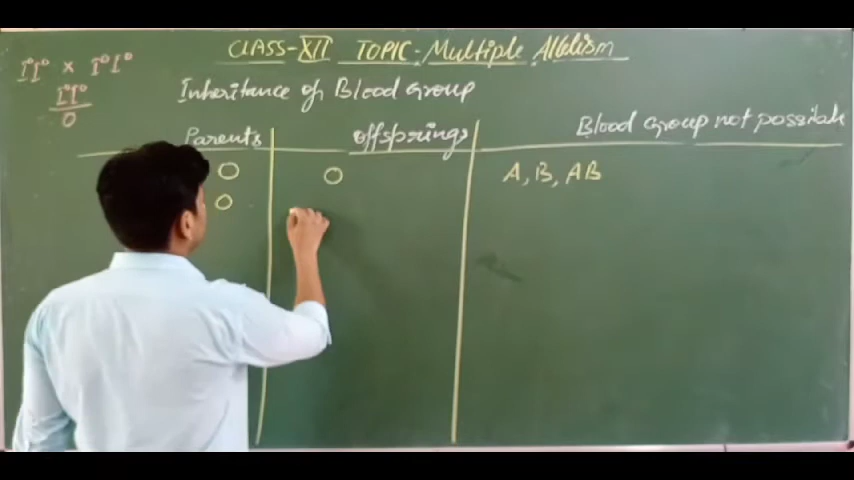 CLASS-XII TOPIC:-Multiple Allelism
I°I° × I°I°
I°I°
O
Inheritance of Blood Group
Parents offsprings Blood Group not possible
O O A, B, AB
O